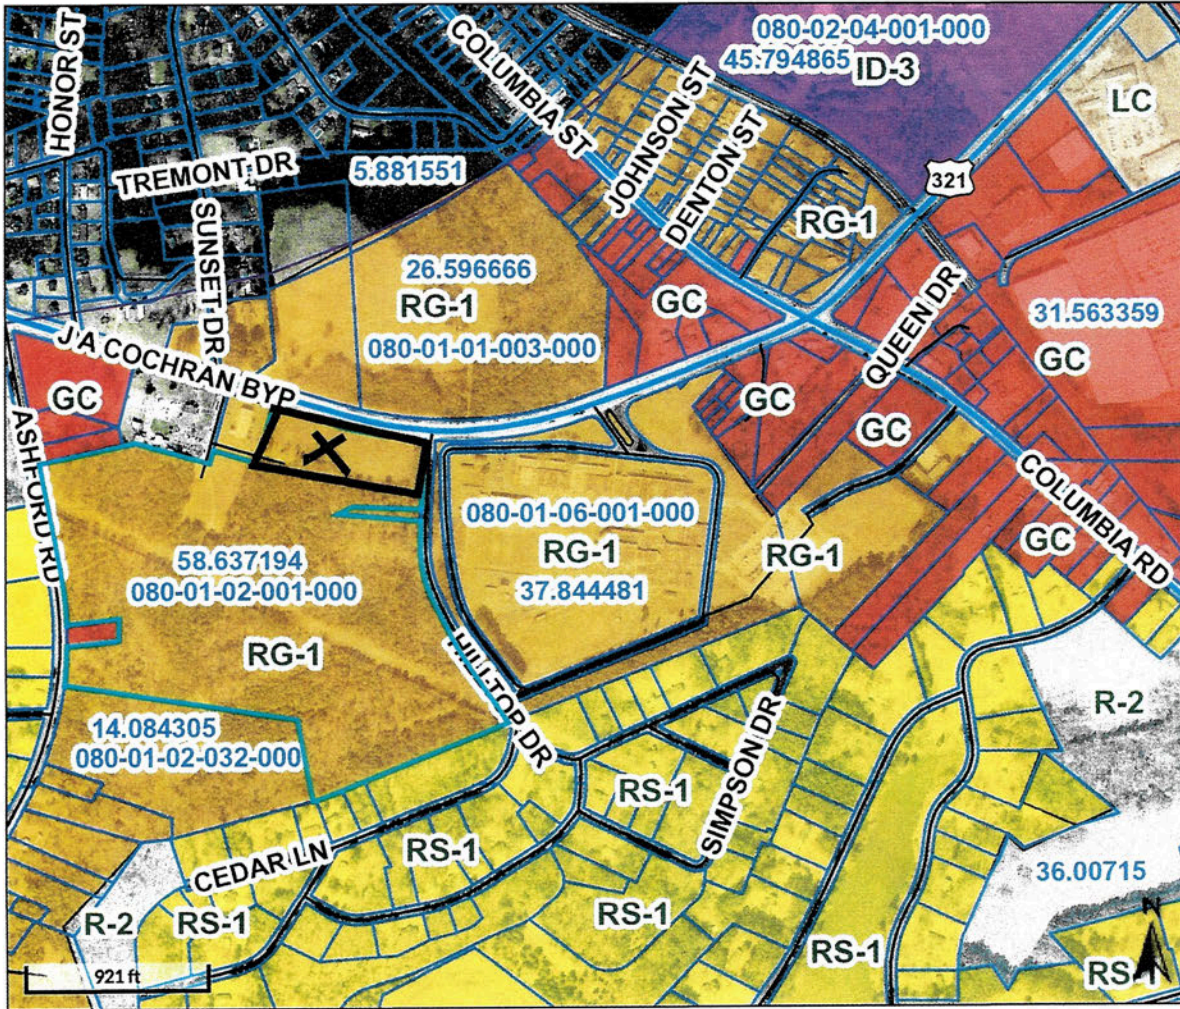 HONOR ST
COLUMBIA ST
080-02-04-001-000
45.794865
ID-3
LC
JOHNSON ST
DENTON ST
TREMONT DR
5.881551
321
SUNSET DR
RG-1
26.596666
RG-1
080-01-01-003-000
GC
QUEEN DR
31.563359
GC
J A COCHRAN BYP
GC
GC
GC
ASHFORD RD
X
COLUMBIA RD
080-01-06-001-000
RG-1
37.844481
RG-1
GC
58.637194
080-01-02-001-000
RG-1
HILLTOP DR
R-2
14.084305
080-01-02-032-000
SIMPSON DR
RS-1
RS-1
CEDAR LN
36.00715
R-2
RS-1
RS-1
RS-1
N
RS-1
921 ft